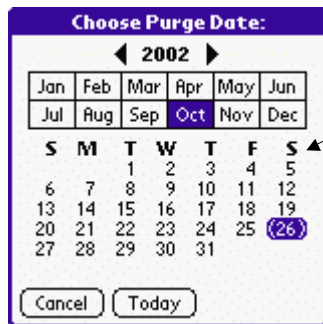 Choose Purge Date:
2002
Jan Feb Mar Apr May Jun
Jul Aug Sep Oct Nov Dec
S M T W T F S
1 2 3 4 5
6 7 8 9 10 11 12
13 14 15 16 17 18 19
20 21 22 23 24 25 (26)
27 28 29 30 31
Cancel Today